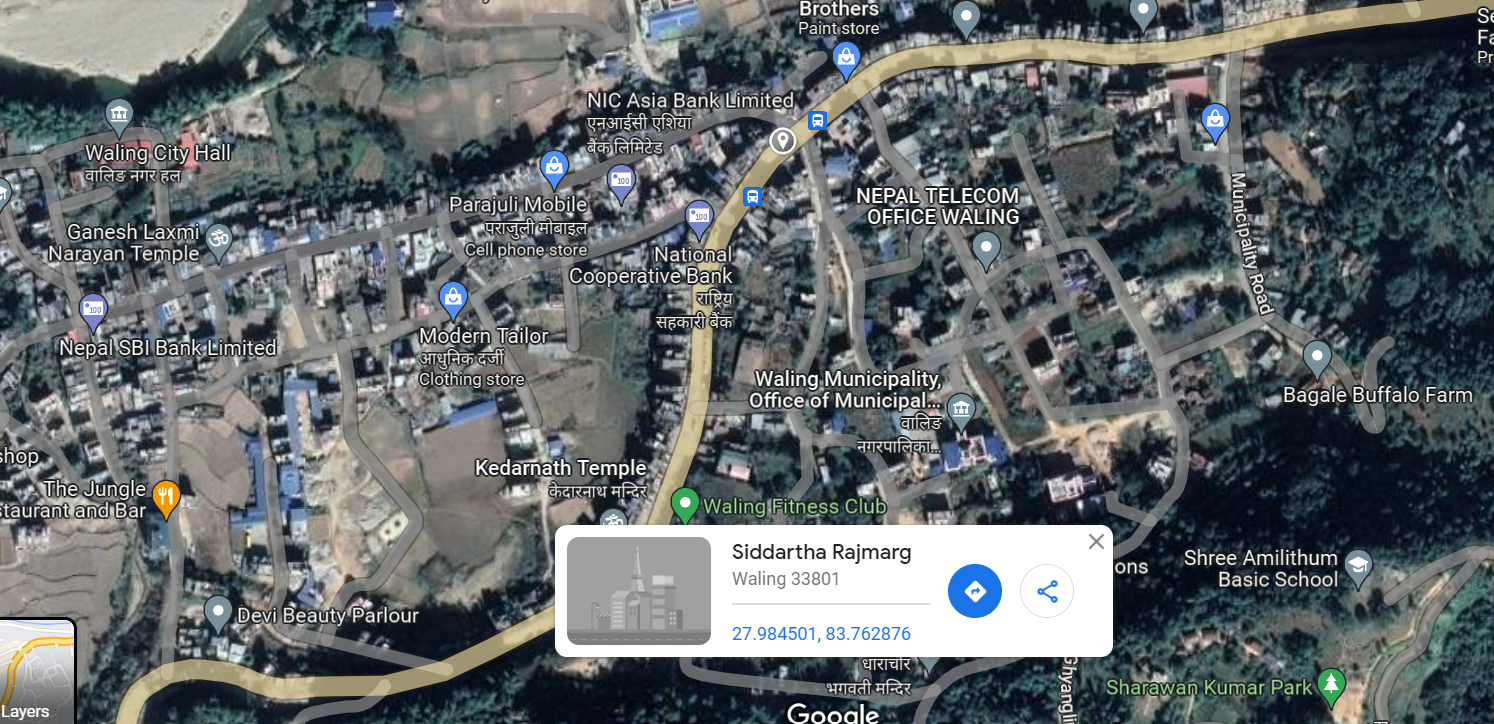 Brothers
Paint store
NIC Asia Bank Limited
एनआईसी एशिया
बैंक लिमिटेड
Waling City Hall
वालिङ नगर हल
Parajuli Mobile
पराजुली मोबाइल
Cell phone store
NEPAL TELECOM
OFFICE WALING
Ganesh Laxmi
Narayan Temple
National
Cooperative Bank
राष्ट्रिय
सहकारी बैंक
Municipality Road
Nepal SBI Bank Limited
Modern Tailor
आधुनिक दर्जी
Clothing store
Waling Municipality,
Office of Municipal...
वालिङ
नगरपालिका...
Bagale Buffalo Farm
shop
The Jungle
staurant and Bar
Kedarnath Temple
केदारनाथ मन्दिर
Waling Fitness Club
Siddartha Rajmarg
Waling 33801
27.984501, 83.762876
ons
Shree Amilithum
Basic School
Devi Beauty Parlour
धाराचौर
भगवती मन्दिर
Sharawan Kumar Park
Layers
Google